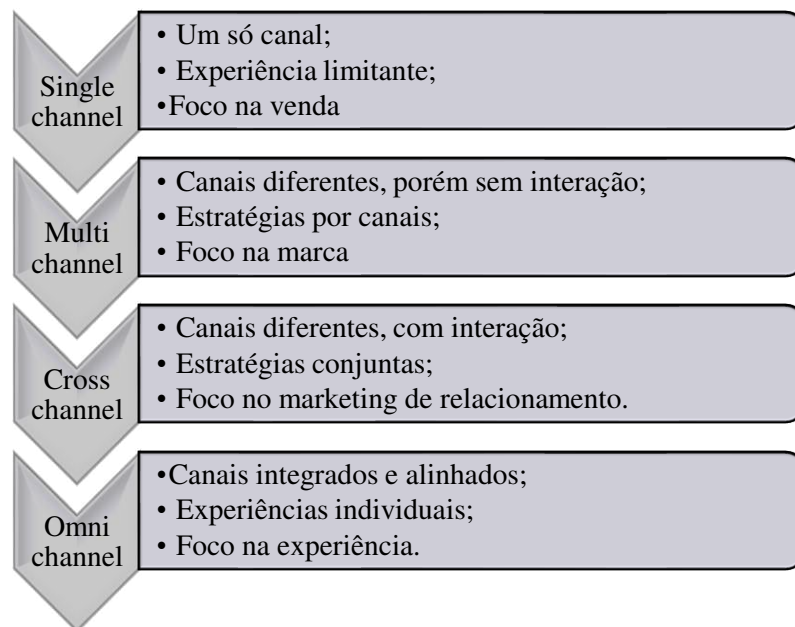 Single
channel
• Um só canal;
• Experiência limitante;
•Foco na venda
Multi
channel
• Canais diferentes, porém sem interação;
• Estratégias por canais;
• Foco na marca
Cross
channel
• Canais diferentes, com interação;
• Estratégias conjuntas;
• Foco no marketing de relacionamento.
Omni
channel
•Canais integrados e alinhados;
• Experiências individuais;
• Foco na experiência.